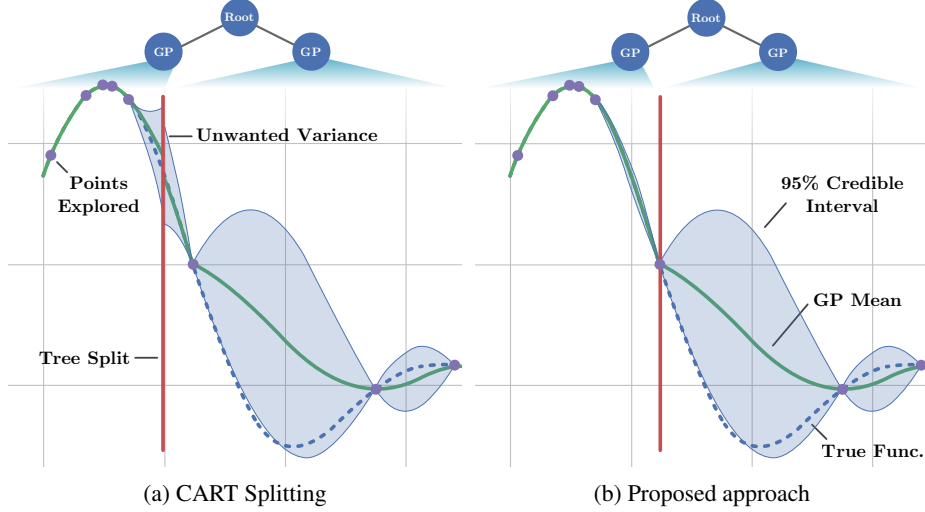 Root
GP
GP
Unwanted Variance
Points
Explored
Tree Split
(a) CART Splitting
Root
GP
GP
95% Credible
Interval
GP Mean
True Func.
(b) Proposed approach